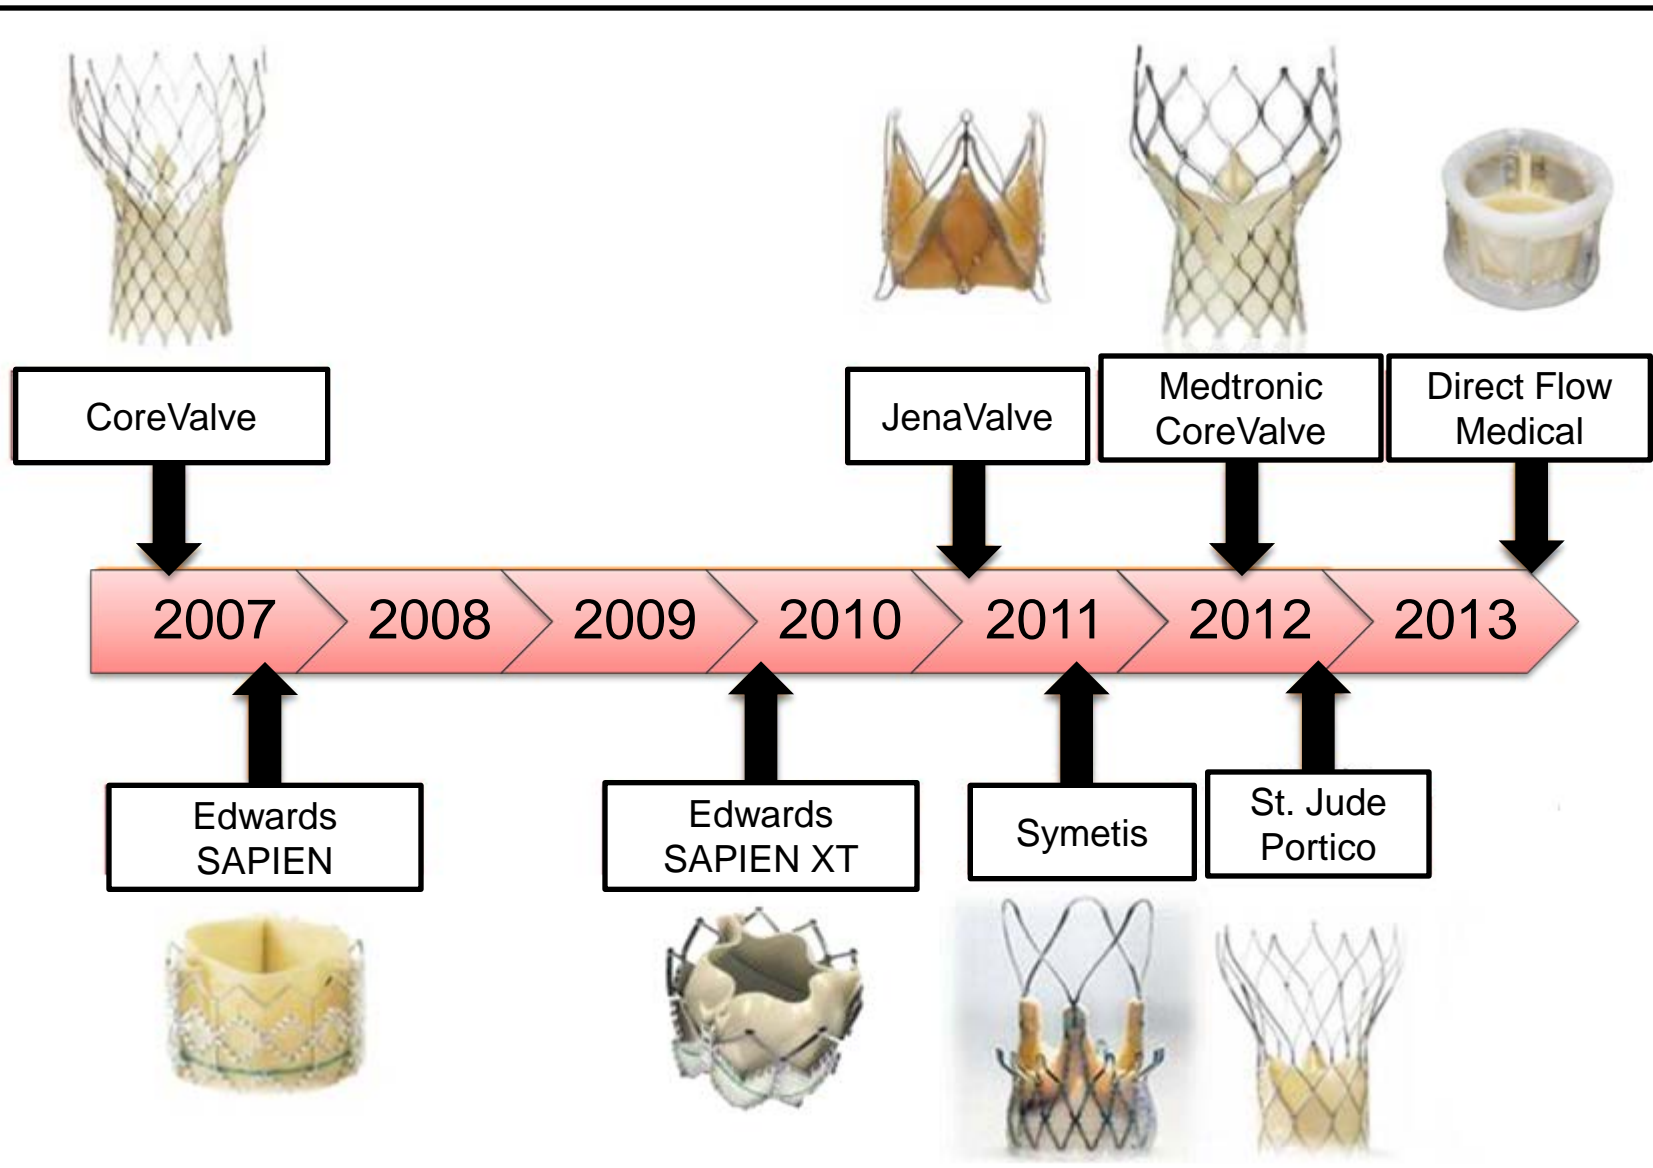 CoreValve
JenaValve
Medtronic
CoreValve
Direct Flow
Medical
2007
2008
2009
2010
2011
2012
2013
Edwards
SAPIEN
Edwards
SAPIEN XT
Symetis
St. Jude
Portico